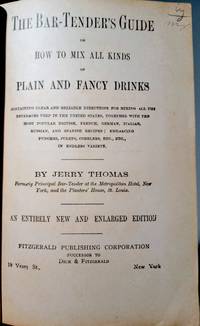 THE BAR-TENDER'S GUIDE
OR
HOW TO MIX ALL KINDS
OF
PLAIN AND FANCY DRINKS
CONTAINING CLEAR AND RELIABLE DIRECTIONS FOR MIXING ALL THE
BEVERAGES USED IN THE UNITED STATES, TOGETHER WITH THE
MOST POPULAR BRITISH, FRENCH, GERMAN, ITALIAN,
RUSSIAN, AND SPANISH RECIPES; EMBRACING
PUNCHES, JULEPS, COBBLERS, ETC., ETC.,
IN ENDLESS VARIETY.
BY JERRY THOMAS
Formerly Principal Bar-Tender at the Metropolitan Hotel, New
York, and the Planters' House, St. Louis.
AN ENTIRELY NEW AND ENLARGED EDITION
FITZGERALD PUBLISHING CORPORATION
SUCCESSOR TO
DICK & FITZGERALD
Vesey St., New York